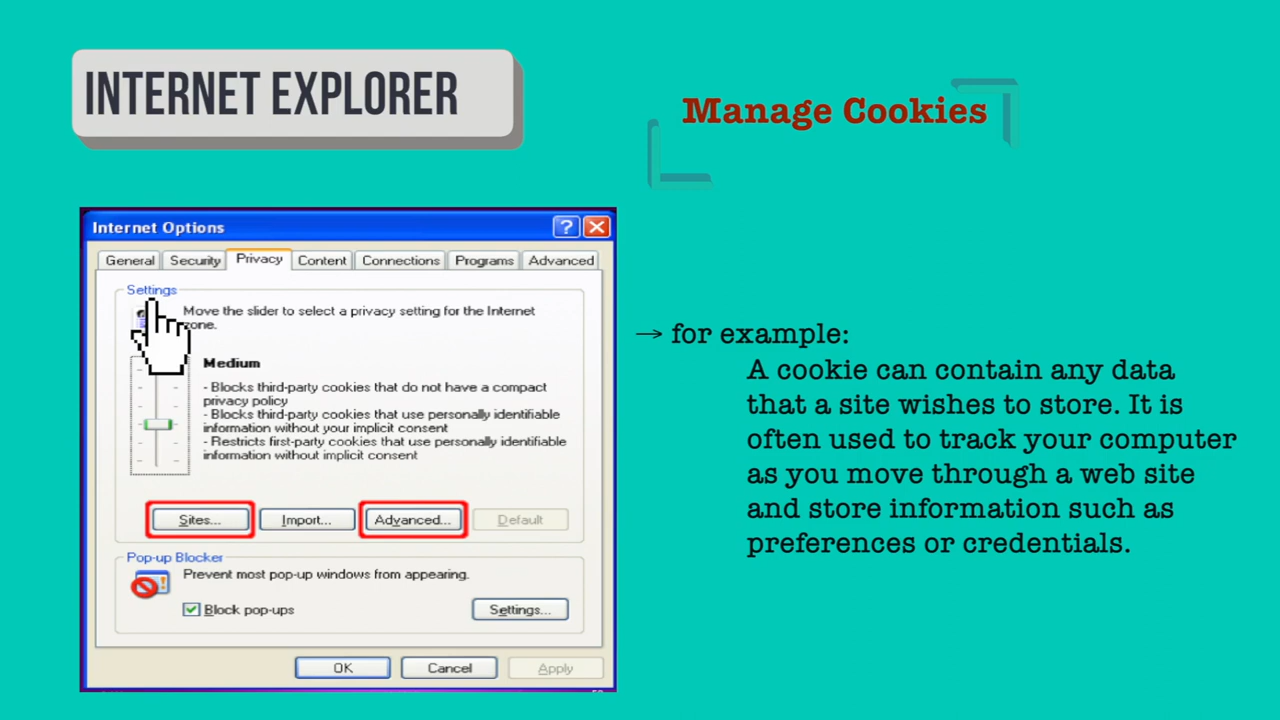 INTERNET EXPLORER
Manage Cookies
Internet Options
General Security Privacy Content Connections Programs Advanced
Settings
Move the slider to select a privacy setting for the Internet
zone.
Medium
- Blocks third-party cookies that do not have a compact
privacy policy
- Blocks third-party cookies that use personally identifiable
information without your implicit consent
- Restricts first-party cookies that use personally identifiable
information without implicit consent
Sites... Import... Advanced... Default
Pop-up Blocker
Prevent most pop-up windows from appearing.
Block pop-ups Settings...
OK Cancel Apply
→ for example:
A cookie can contain any data
that a site wishes to store. It is
often used to track your computer
as you move through a web site
and store information such as
preferences or credentials.